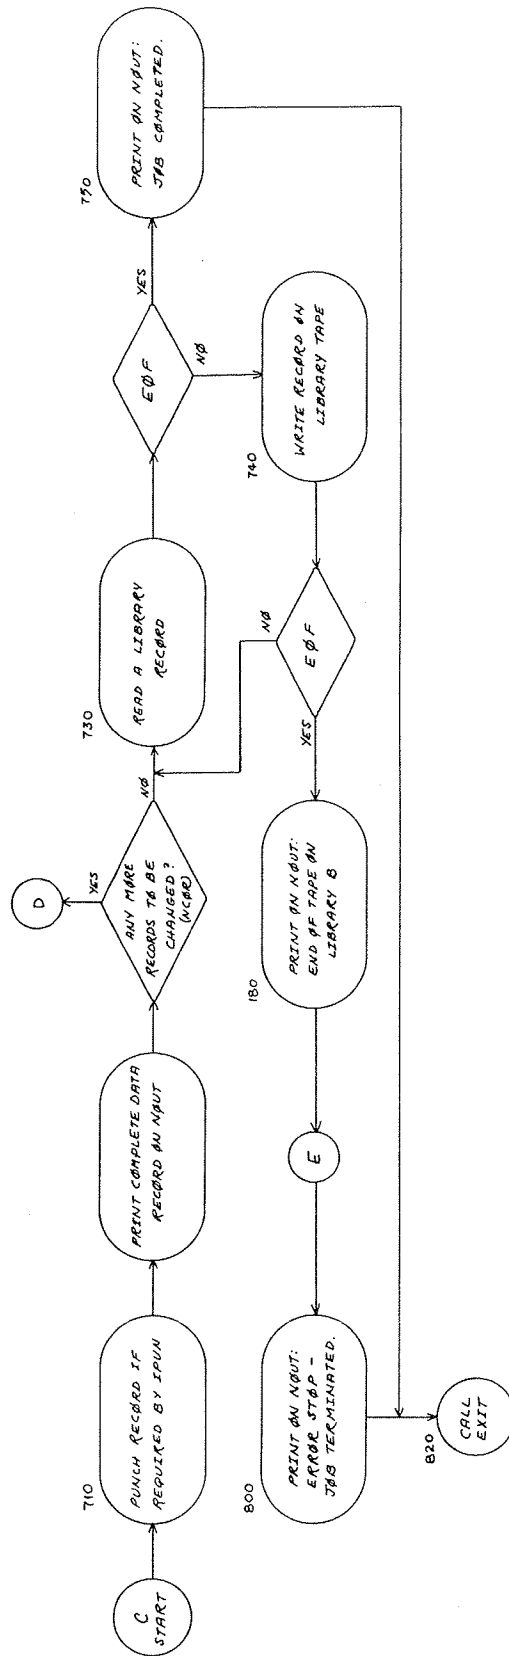 C
START
710
PUNCH RECØRD IF
REQUIRED BY IPUN
PRINT CØMPLETE DATA
RECØRD ØN NØUT
ANY MØRE
RECØRDS TØ BE
CHANGED?
(NCØR)
YES
D
NØ
730
READ A LIBRARY
RECØRD
EØF
YES
750
PRINT ØN NØUT:
JØB CØMPLETED.
NØ
740
WRITE RECØRD ØN
LIBRARY TAPE
EØF
NØ
YES
180
PRINT ØN NØUT:
END ØF TAPE ØN
LIBRARY B
E
800
PRINT ØN NØUT:
ERRØR STØP -
JØB TERMINATED.
820
CALL
EXIT